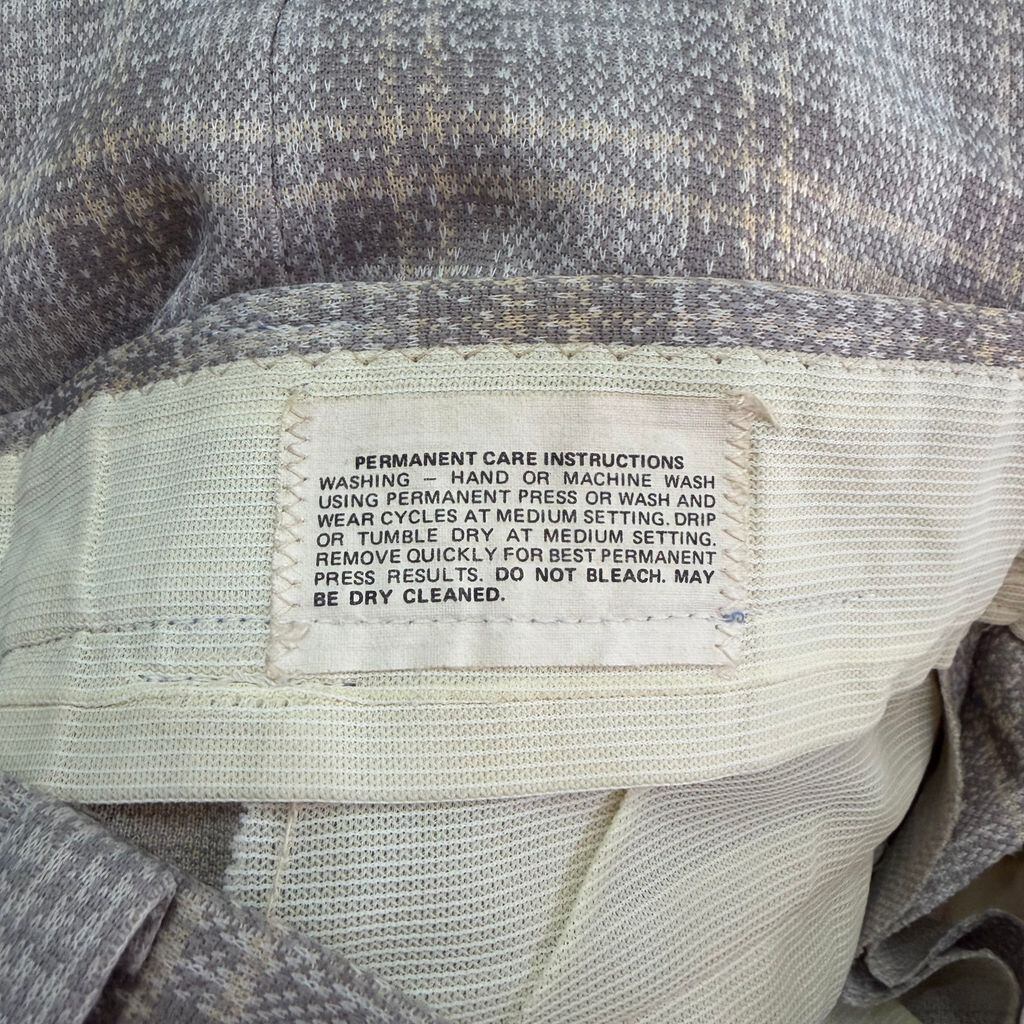 PERMANENT CARE INSTRUCTIONS
WASHING – HAND OR MACHINE WASH
USING PERMANENT PRESS OR WASH AND
WEAR CYCLES AT MEDIUM SETTING. DRIP
OR TUMBLE DRY AT MEDIUM SETTING.
REMOVE QUICKLY FOR BEST PERMANENT
PRESS RESULTS. DO NOT BLEACH. MAY
BE DRY CLEANED.